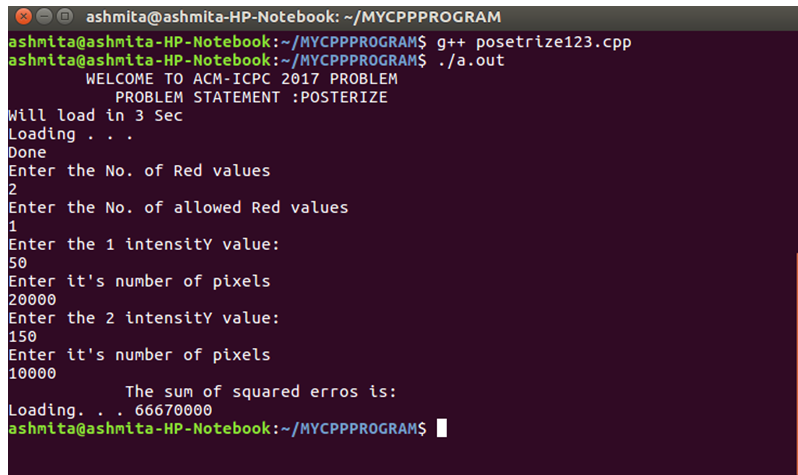 ashmita@ashmita-HP-Notebook: ~/MYCPPPROGRAM
ashmita@ashmita-HP-Notebook:~/MYCPPPROGRAM$ g++ posetrize123.cpp
ashmita@ashmita-HP-Notebook:~/MYCPPPROGRAM$ ./a.out
WELCOME TO ACM-ICPC 2017 PROBLEM
PROBLEM STATEMENT :POSTERIZE
Will load in 3 Sec
Loading . . .
Done
Enter the No. of Red values
2
Enter the No. of allowed Red values
1
Enter the 1 intensitY value:
50
Enter it's number of pixels
20000
Enter the 2 intensitY value:
150
Enter it's number of pixels
10000
The sum of squared erros is:
Loading. . . 66670000
ashmita@ashmita-HP-Notebook:~/MYCPPPROGRAM$